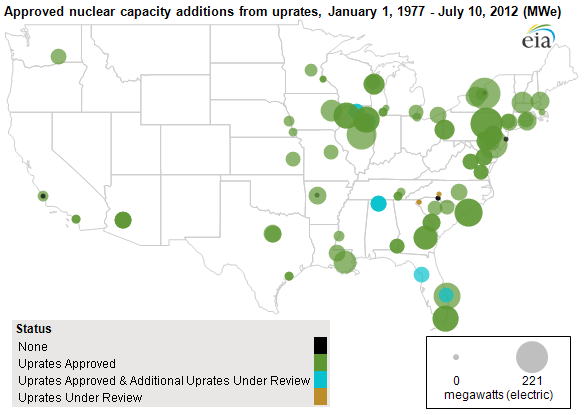 Approved nuclear capacity additions from uprates, January 1, 1977 - July 10, 2012 (MWe)
eia
Status
None
Uprates Approved
Uprates Approved & Additional Uprates Under Review
Uprates Under Review
0 221
megawatts (electric)